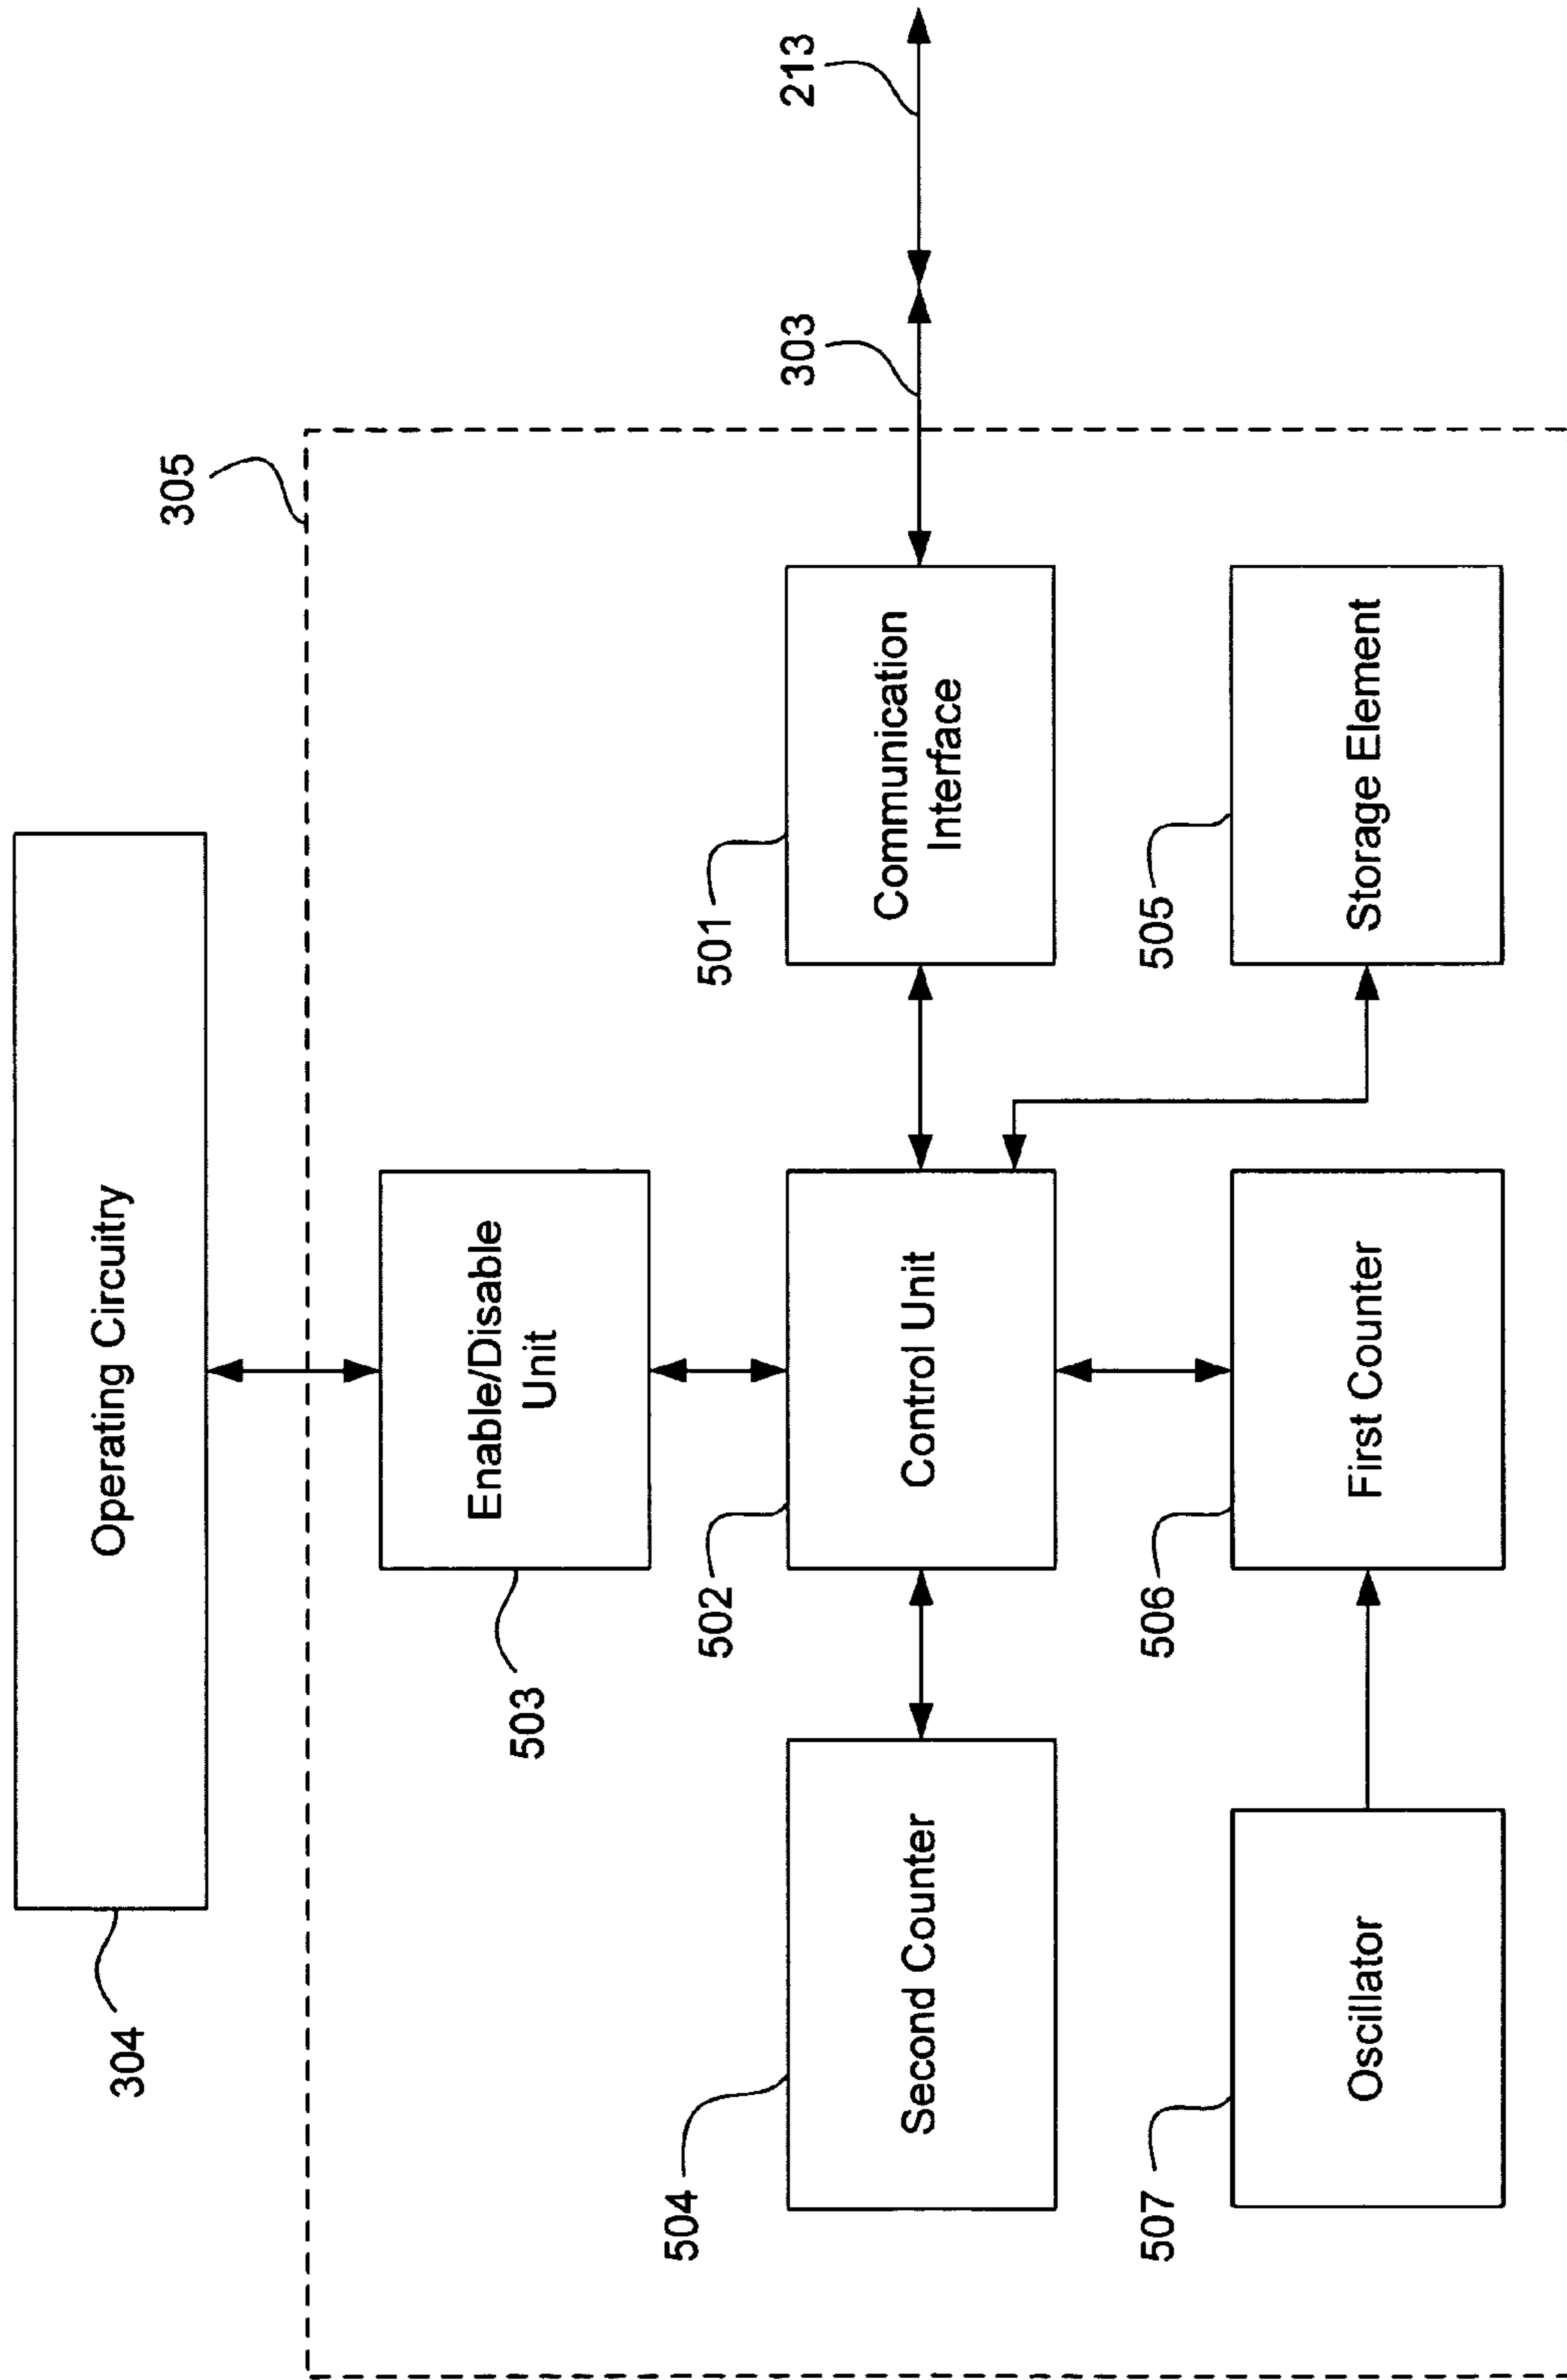 Operating Circuitry
304
305
Enable/Disable
Unit
503
213
303
Second Counter
504
Control Unit
502
Communication
Interface
501
Oscillator
507
First Counter
506
Storage Element
505